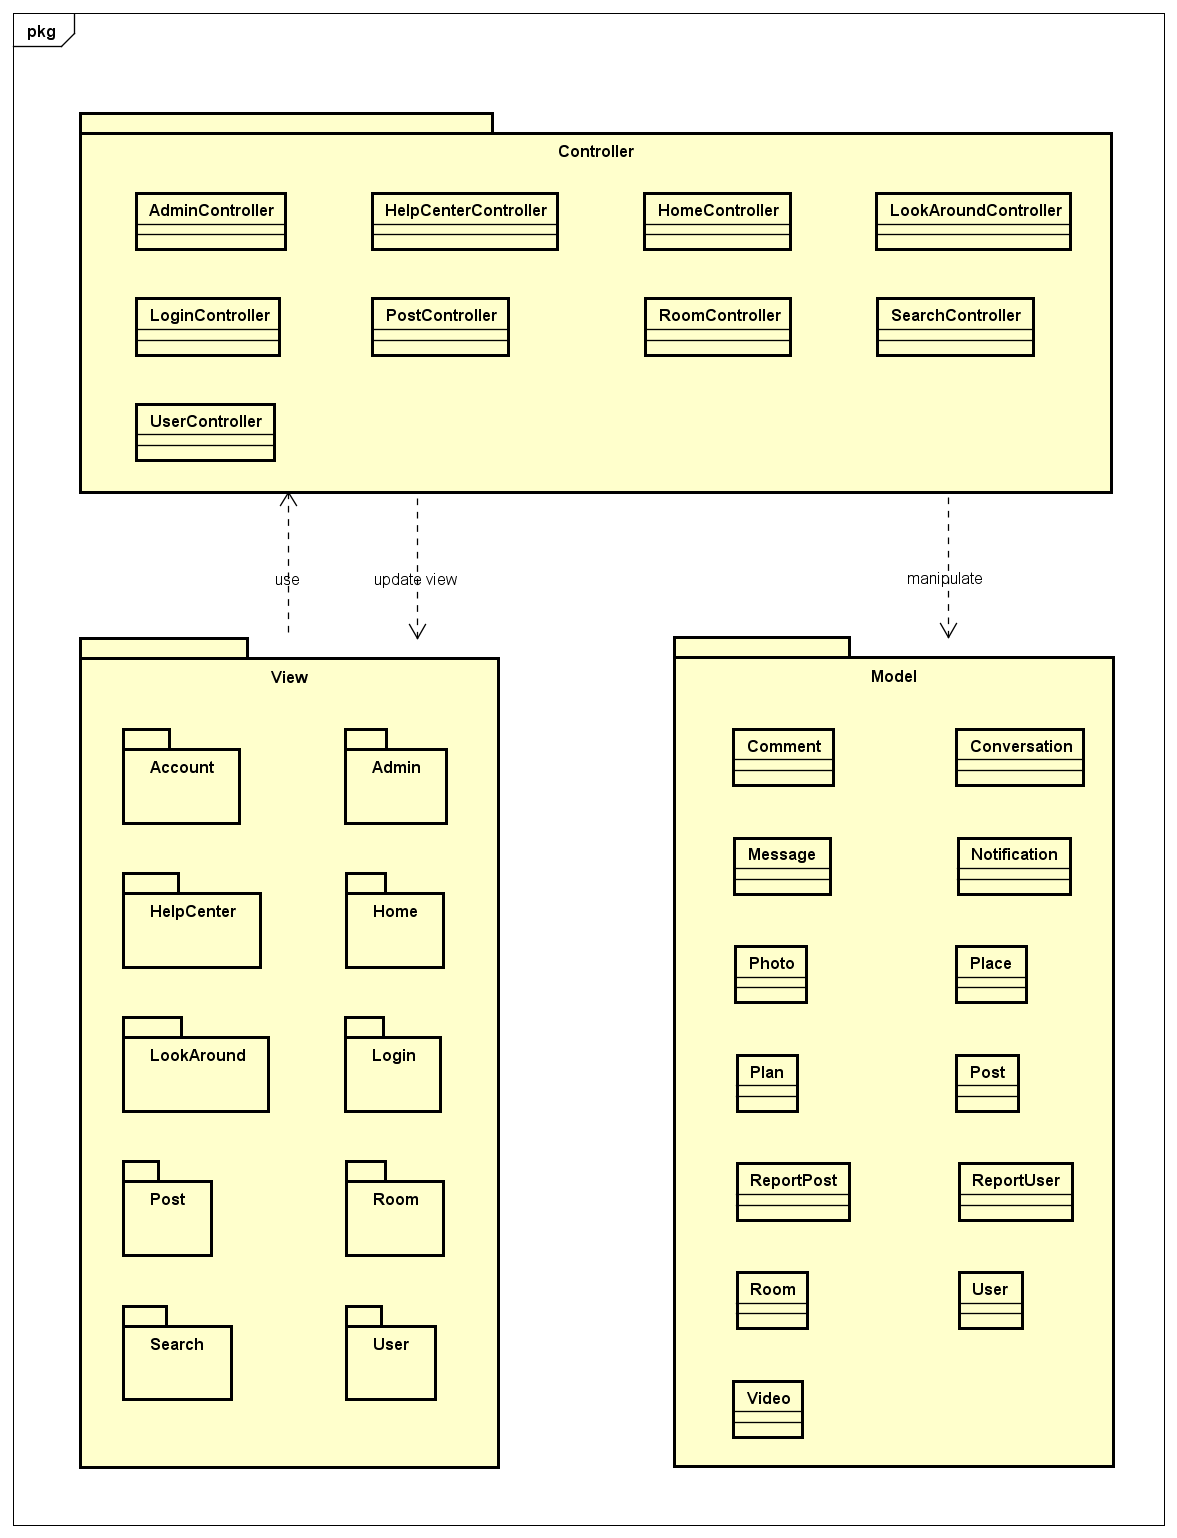 pkg
Controller
AdminController
HelpCenterController
HomeController
LookAroundController
LoginController
PostController
RoomController
SearchController
UserController
use
update view
manipulate
View
Account
Admin
HelpCenter
Home
LookAround
Login
Post
Room
Search
User
Model
Comment
Conversation
Message
Notification
Photo
Place
Plan
Post
ReportPost
ReportUser
Room
User
Video